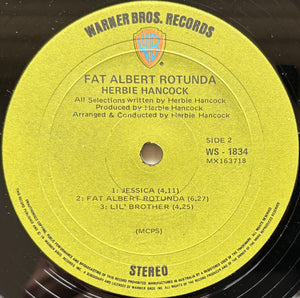 WARNER BROS. RECORDS
WB
FAT ALBERT ROTUNDA
HERBIE HANCOCK
All Selections written by Herbie Hancock
Produced by Herbie Hancock
Arranged & Conducted by Herbie Hancock
SIDE 2
WS - 1834
MX163718
1: JESSICA (4,11)
2: FAT ALBERT ROTUNDA (6,27)
3: LIL' BROTHER (4,25)
(MCPS)
STEREO